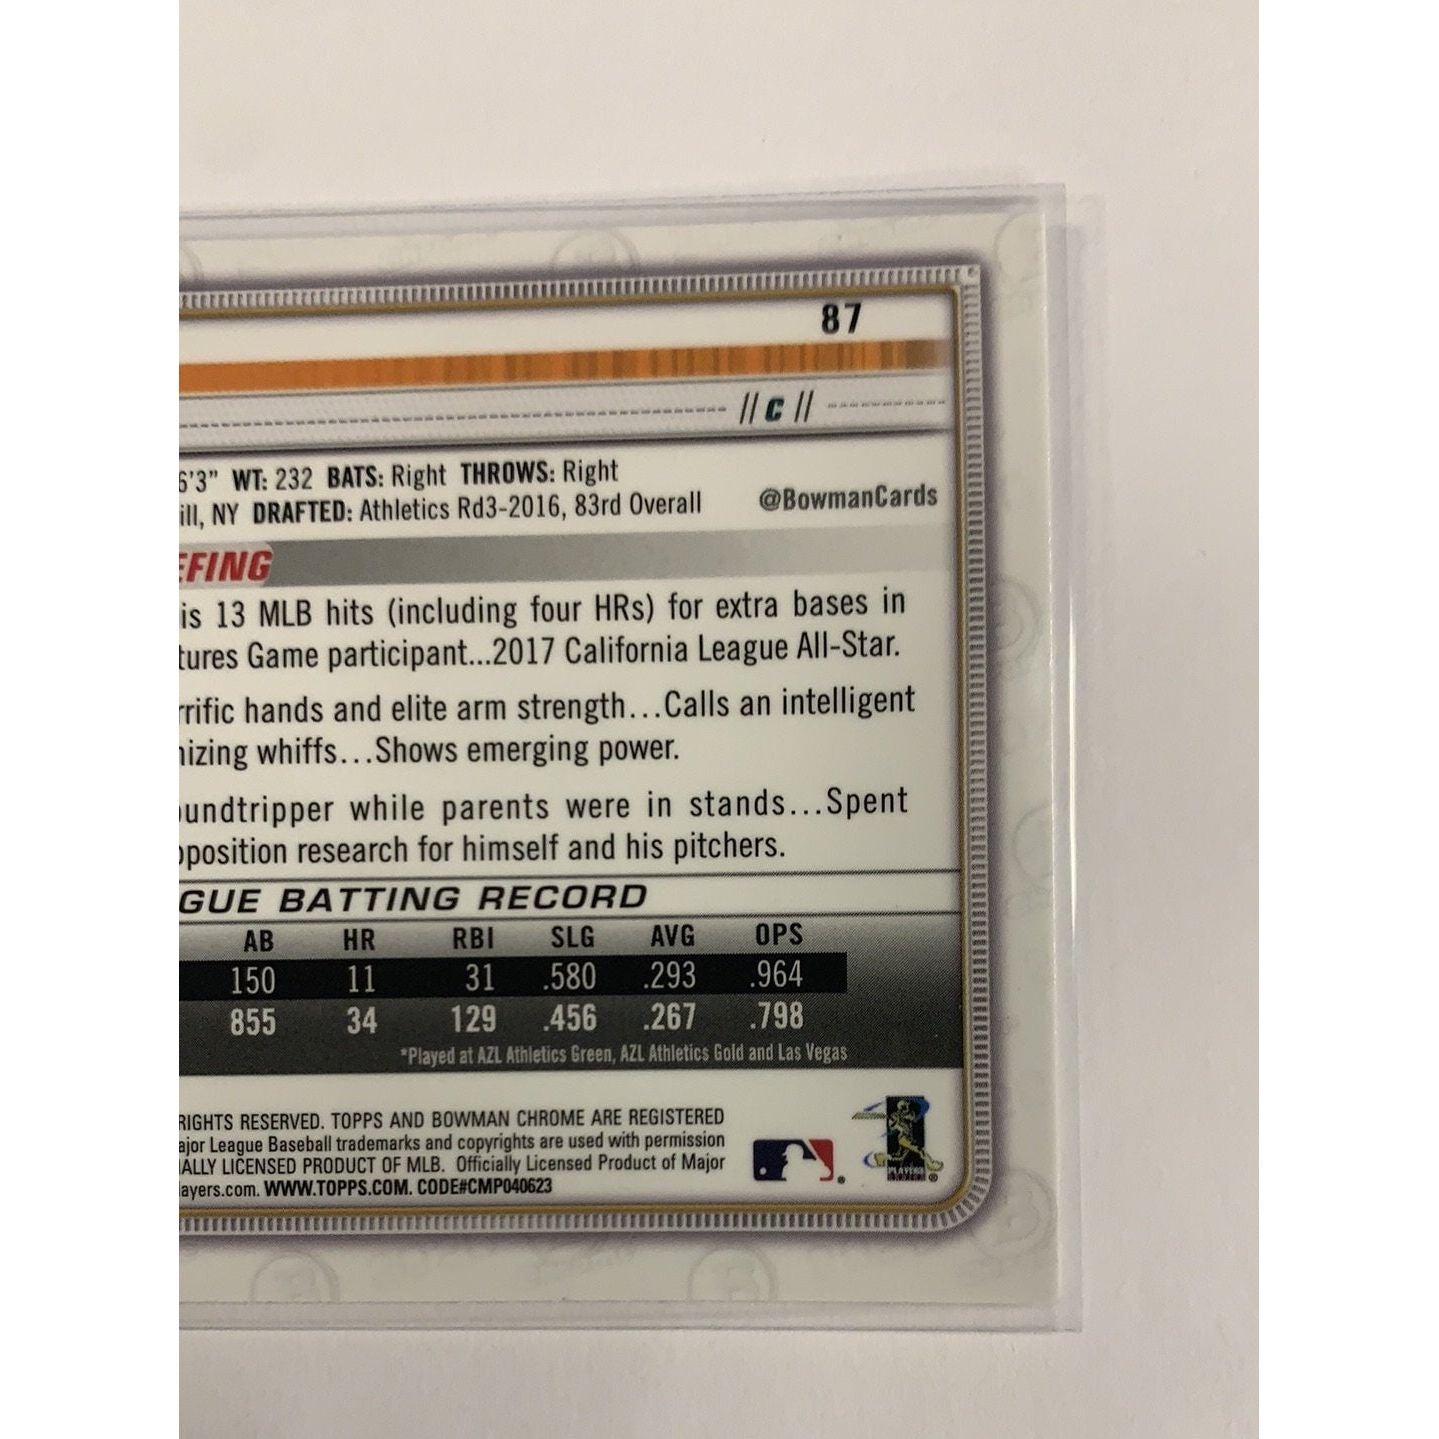 87
// C //
6'3" WT: 232 BATS: Right THROWS: Right
ill, NY DRAFTED: Athletics Rd3-2016, 83rd Overall
@BowmanCards
EFING
is 13 MLB hits (including four HRs) for extra bases in
tures Game participant...2017 California League All-Star.
rrific hands and elite arm strength...Calls an intelligent
nizing whiffs...Shows emerging power.
oundtripper while parents were in stands...Spent
pposition research for himself and his pitchers.
GUE BATTING RECORD
AB HR RBI SLG AVG OPS
150 11 31 .580 .293 .964
855 34 129 .456 .267 .798
*Played at AZL Athletics Green, AZL Athletics Gold and Las Vegas
RIGHTS RESERVED. TOPPS AND BOWMAN CHROME ARE REGISTERED
ajor League Baseball trademarks and copyrights are used with permission
IALLY LICENSED PRODUCT OF MLB. Officially Licensed Product of Major
ayers.com. WWW.TOPPS.COM. CODE#CMP040623
PLAYERS